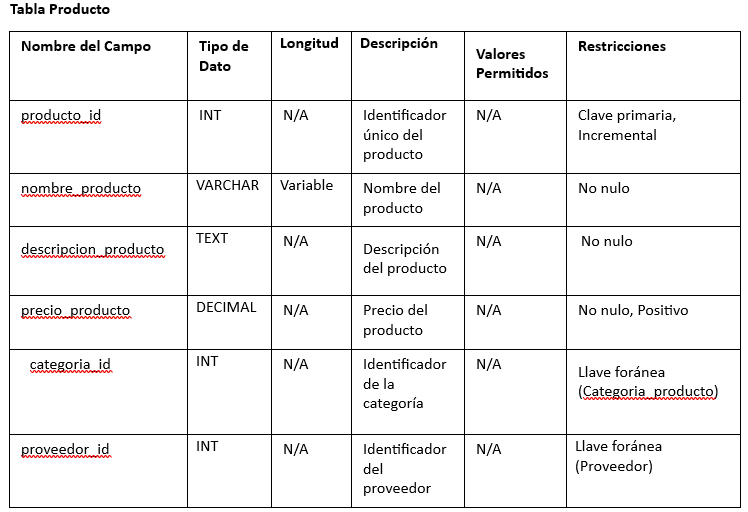 Tabla Producto
Nombre del Campo
Tipo de
Dato
Longitud
Descripción
Valores
Permitidos
Restricciones
producto_id
INT
N/A
Identificador
único del
producto
N/A
Clave primaria,
Incremental
nombre_producto
VARCHAR
Variable
Nombre del
producto
N/A
No nulo
descripcion_producto
TEXT
N/A
Descripción
del producto
N/A
No nulo
precio_producto
DECIMAL
N/A
Precio del
producto
N/A
No nulo, Positivo
categoria_id
INT
N/A
Identificador
de la
categoría
N/A
Llave foránea
(Categoria_producto)
proveedor_id
INT
N/A
Identificador
del
proveedor
N/A
Llave foránea
(Proveedor)